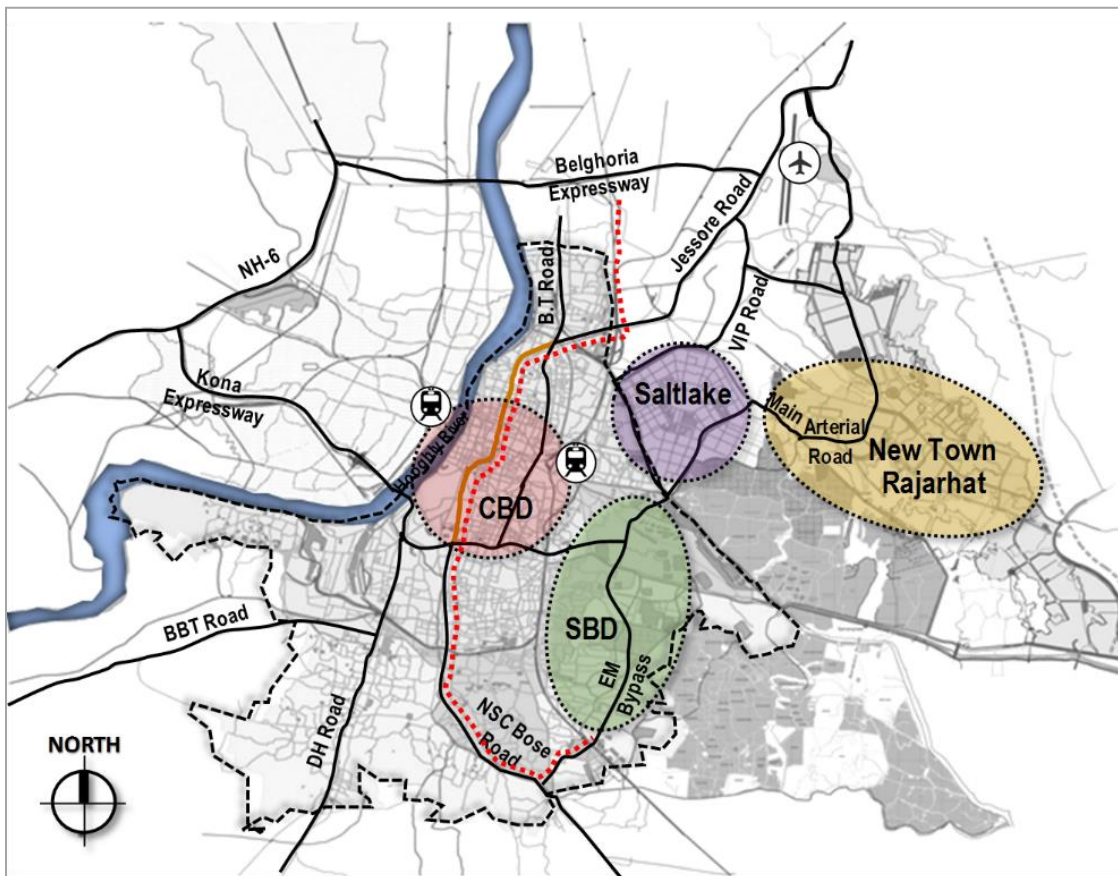 Belghoria
Expressway
Jessore Road
NH-6
B.T Road
VIP Road
Kona
Expressway
Saltlake
Main Arterial
Road
New Town
Rajarhat
Hooghly River
CBD
SBD
EM
Bypass
BBT Road
DH Road
NSC Bose
Road
NORTH